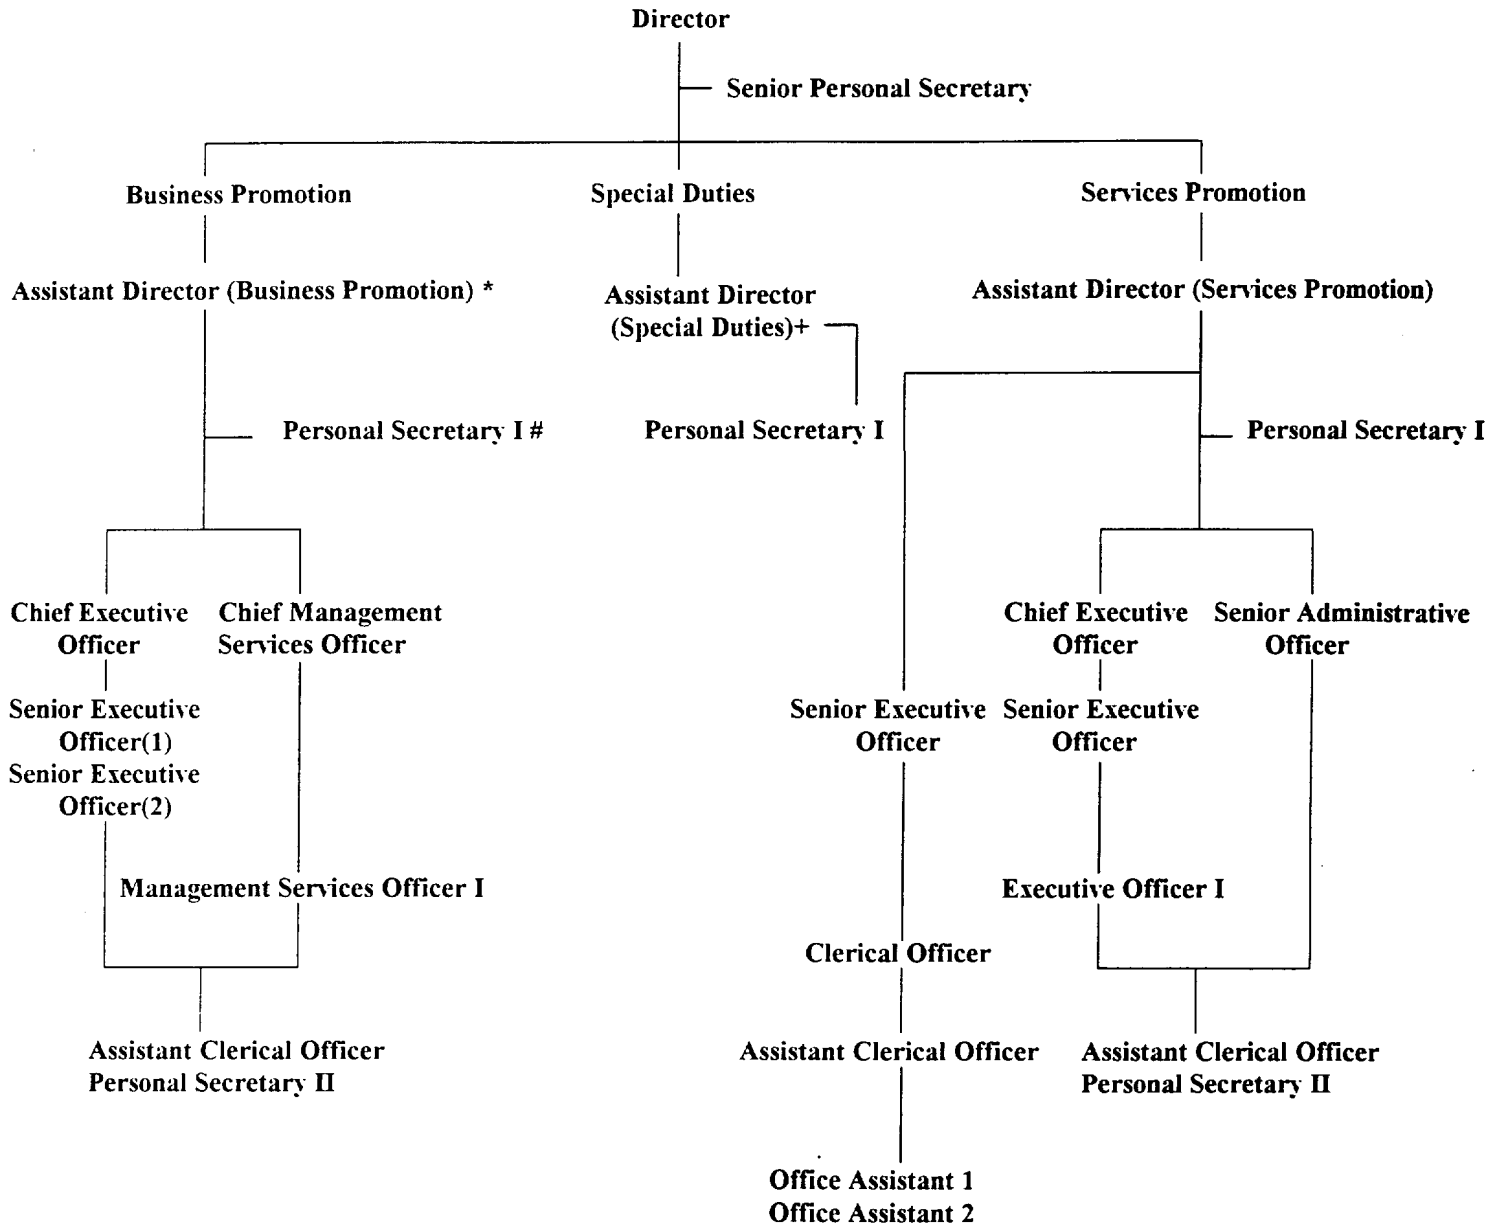 Director
Senior Personal Secretary
Business Promotion
Special Duties
Services Promotion
Assistant Director (Business Promotion) *
Assistant Director
(Special Duties)+
Assistant Director (Services Promotion)
Personal Secretary I #
Personal Secretary I
Personal Secretary I
Chief Executive
Officer
Chief Management
Services Officer
Chief Executive
Officer
Senior Administrative
Officer
Senior Executive
Officer(1)
Senior Executive
Officer(2)
Senior Executive
Officer
Senior Executive
Officer
Management Services Officer I
Executive Officer I
Clerical Officer
Assistant Clerical Officer
Personal Secretary II
Assistant Clerical Officer
Assistant Clerical Officer
Personal Secretary II
Office Assistant 1
Office Assistant 2